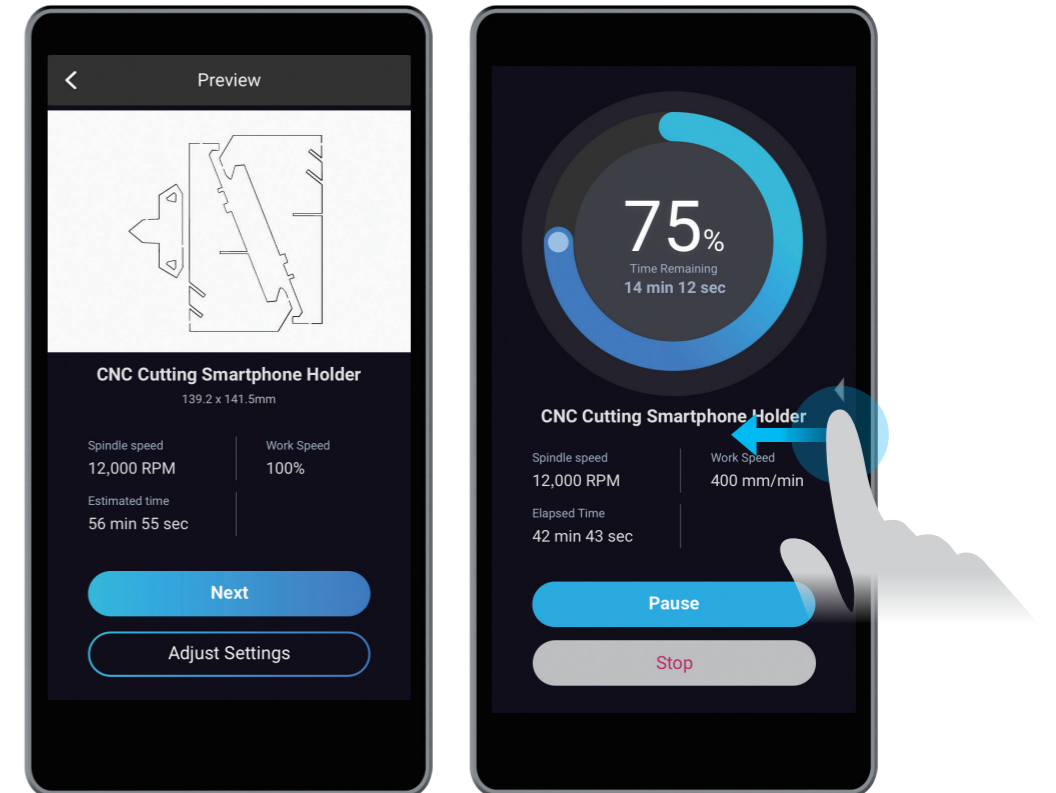 Preview
CNC Cutting Smartphone Holder
139.2 x 141.5mm
Spindle speed
12,000 RPM
Work Speed
100%
Estimated time
56 min 55 sec
Next
Adjust Settings
75%
Time Remaining
14 min 12 sec
CNC Cutting Smartphone Holder
Spindle speed
12,000 RPM
Work Speed
400 mm/min
Elapsed Time
42 min 43 sec
Pause
Stop